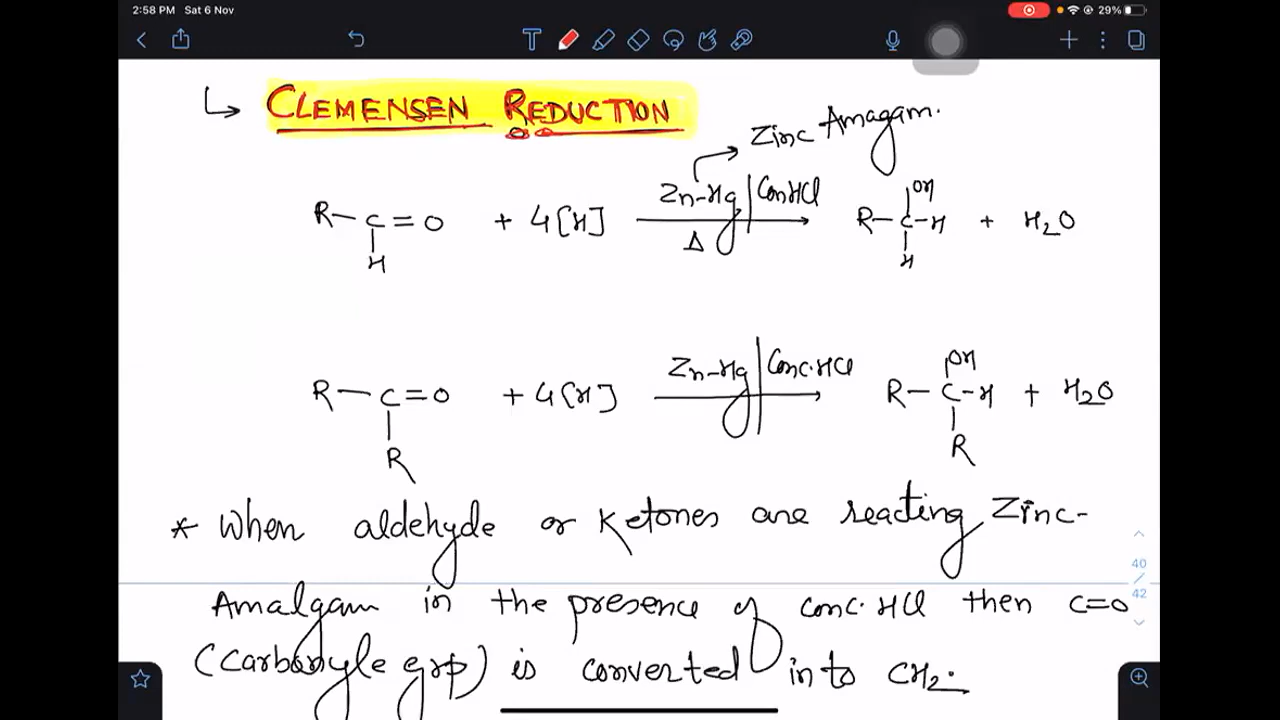 2:58 PM Sat 6 Nov 29%
CLEMENSEN REDUCTION
Zinc Amagam.
R-C=O + 4[H] Zn-Hg | Con HCl R-C-H + H2O
OH
H Δ H
R-C=O + 4[H] Zn-Hg | Conc. HCl R-C-H + H2O
OH
R R
* When aldehyde or Ketones are reacting Zinc-
Amalgam in the presence of conc. HCl then C=O
(Carbonyle grp) is converted into CH2.
40
/
42